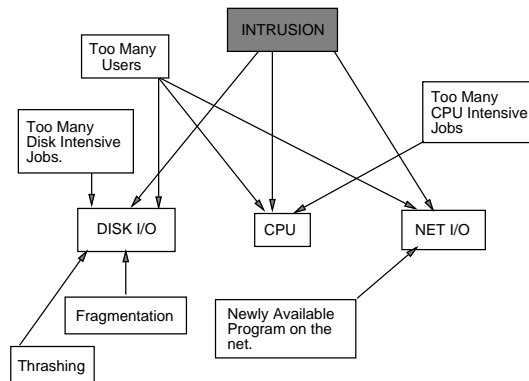 INTRUSION
Too Many
Users
Too Many
CPU Intensive
Jobs
Too Many
Disk Intensive
Jobs.
DISK I/O
CPU
NET I/O
Fragmentation
Newly Available
Program on the
net.
Thrashing